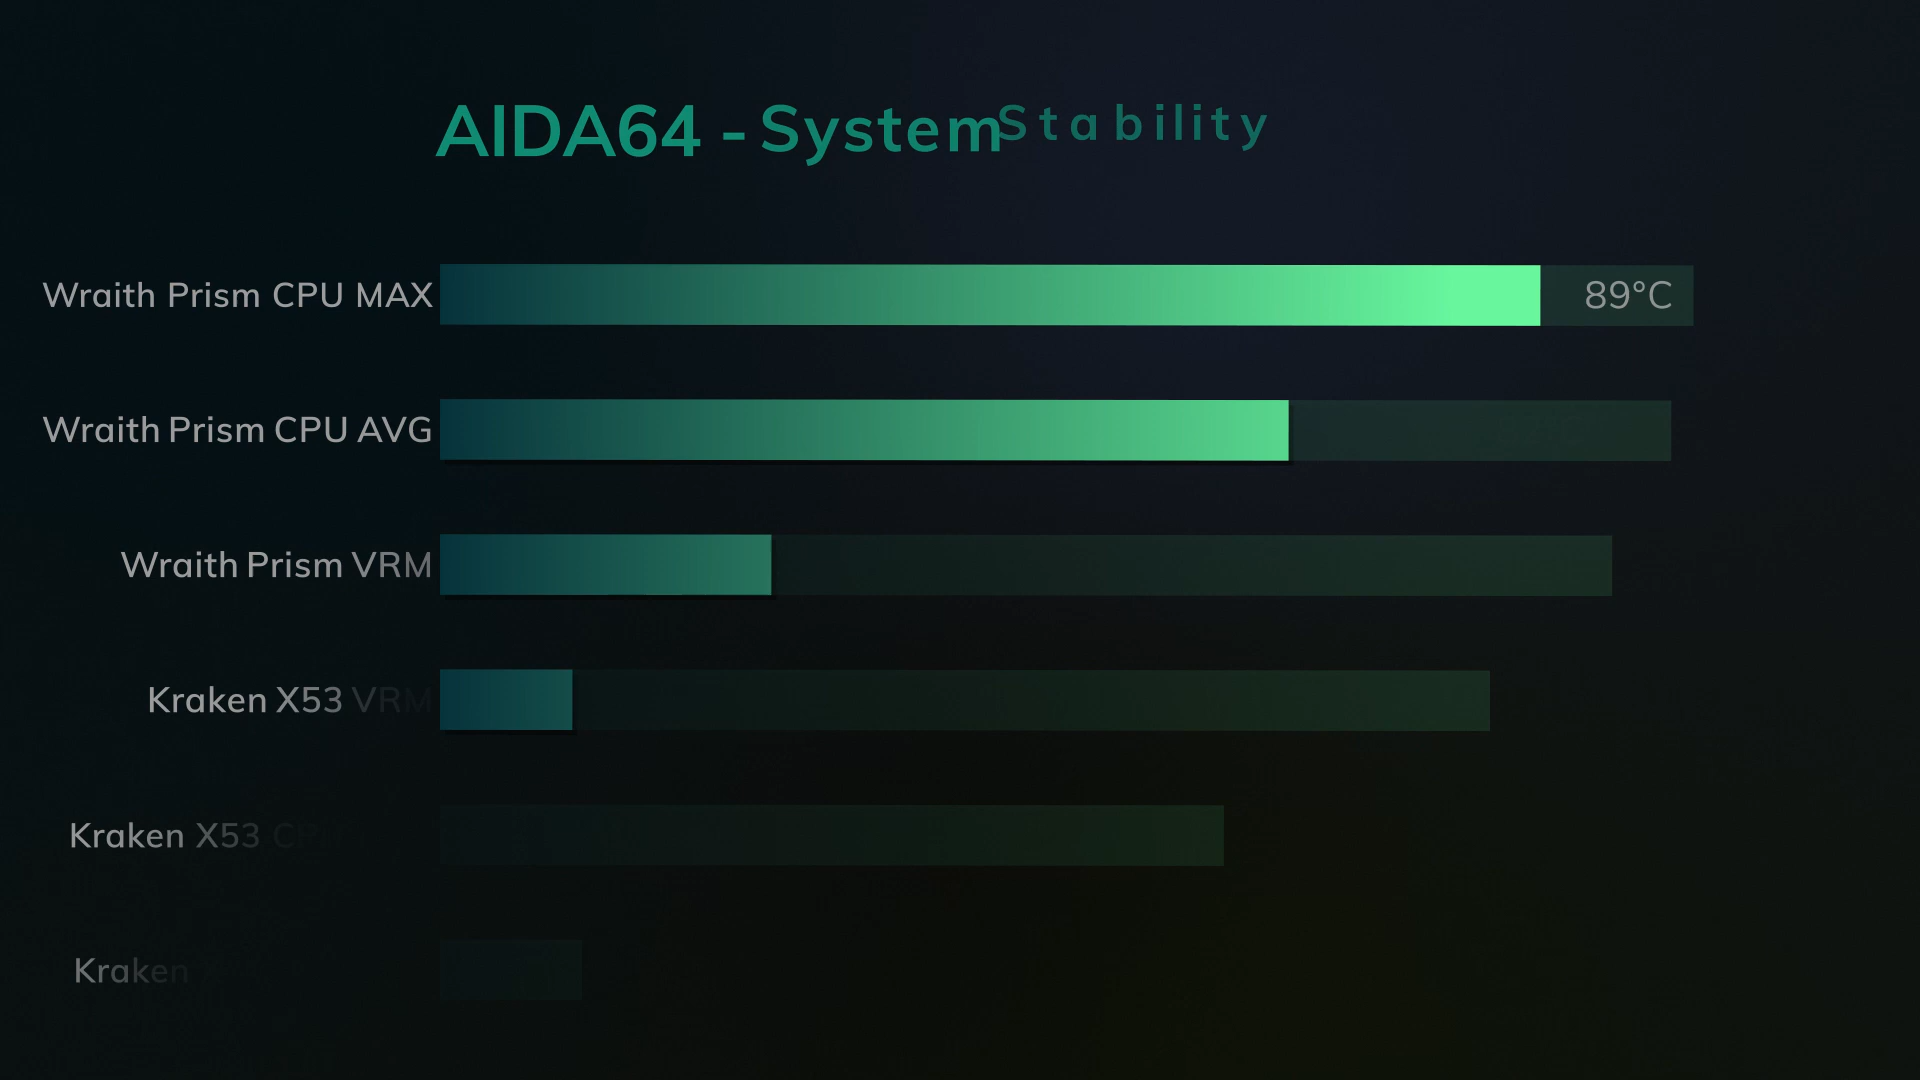 AIDA64 - System Stability
Wraith Prism CPU MAX
89°C
Wraith Prism CPU AVG
Wraith Prism VRM
Kraken X53 VRM
Kraken X53
Kraken